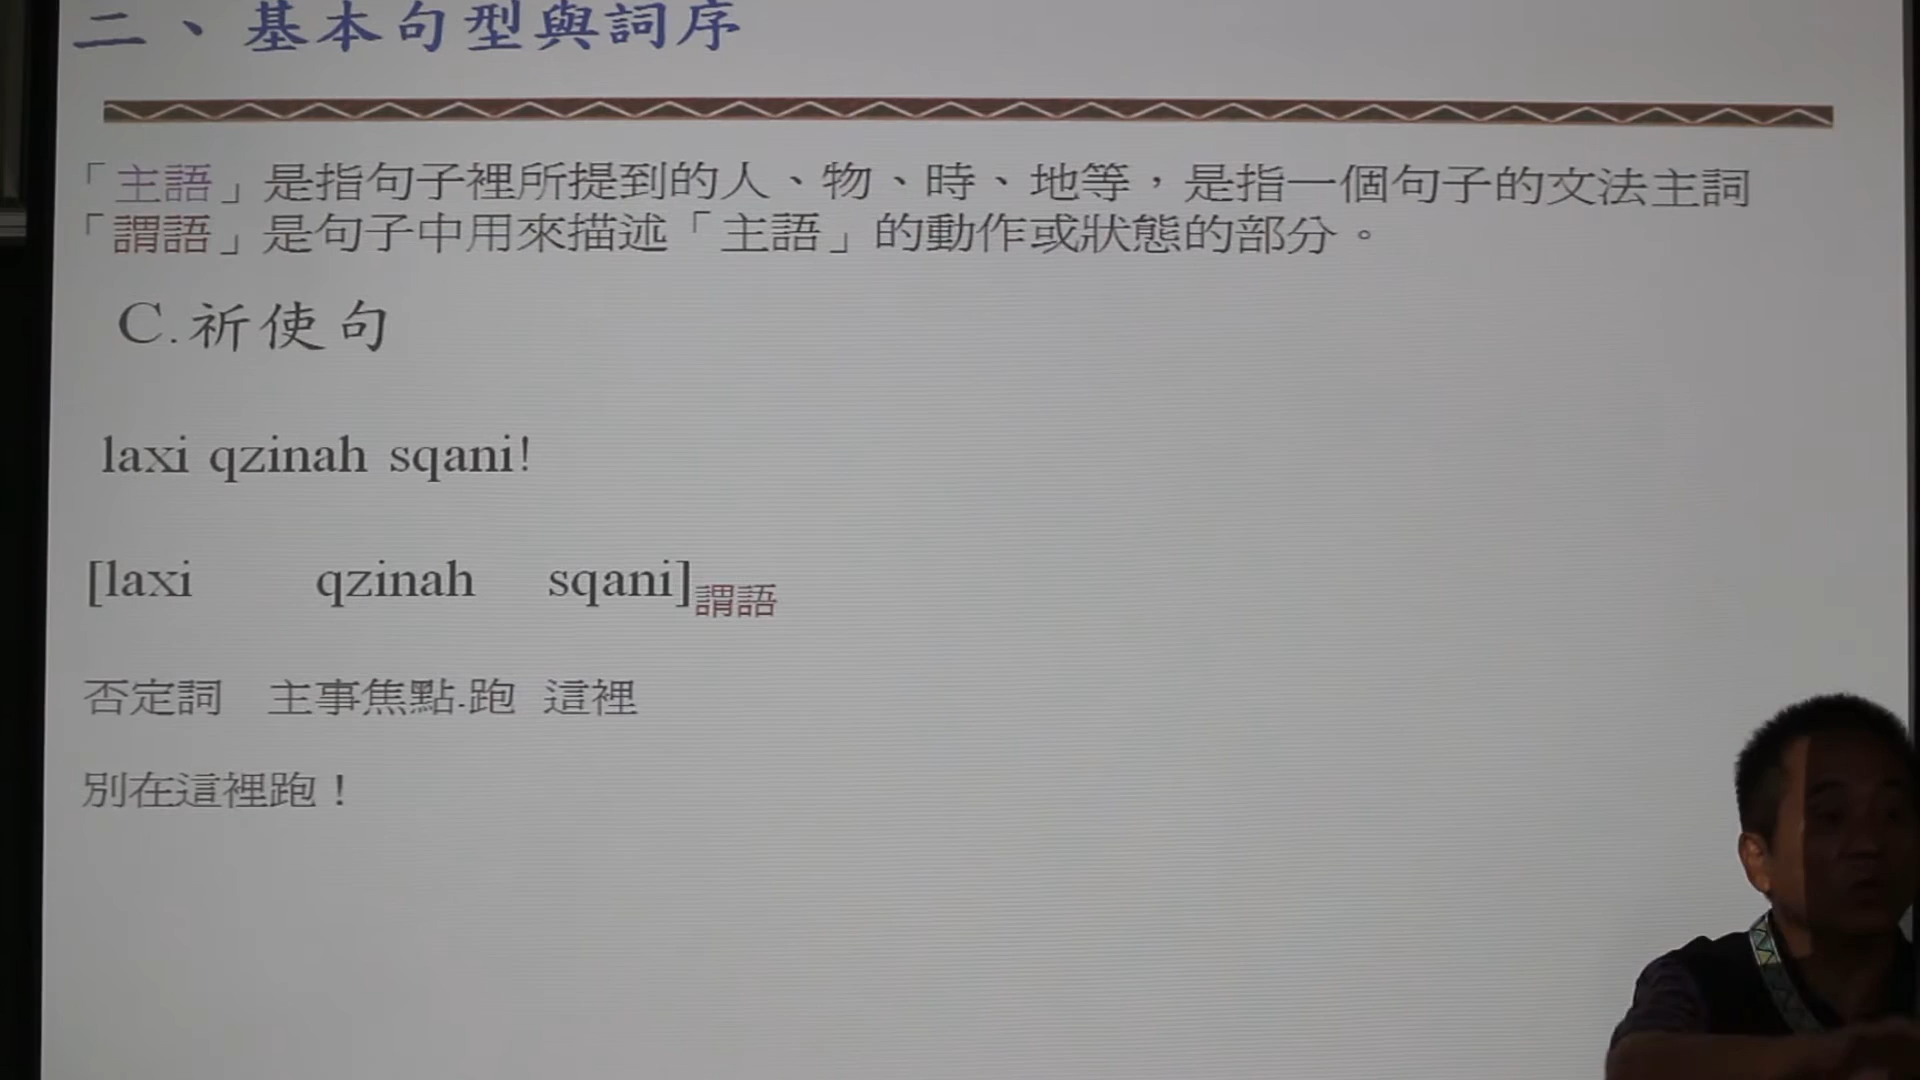 二、基本句型與詞序
「主語」是指句子裡所提到的人、物、時、地等，是指一個句子的文法主詞
「謂語」是句子中用來描述「主語」的動作或狀態的部分。
C.祈使句
laxi qzinah sqani!
[laxi qzinah sqani]謂語
否定詞 主事焦點.跑 這裡
別在這裡跑！